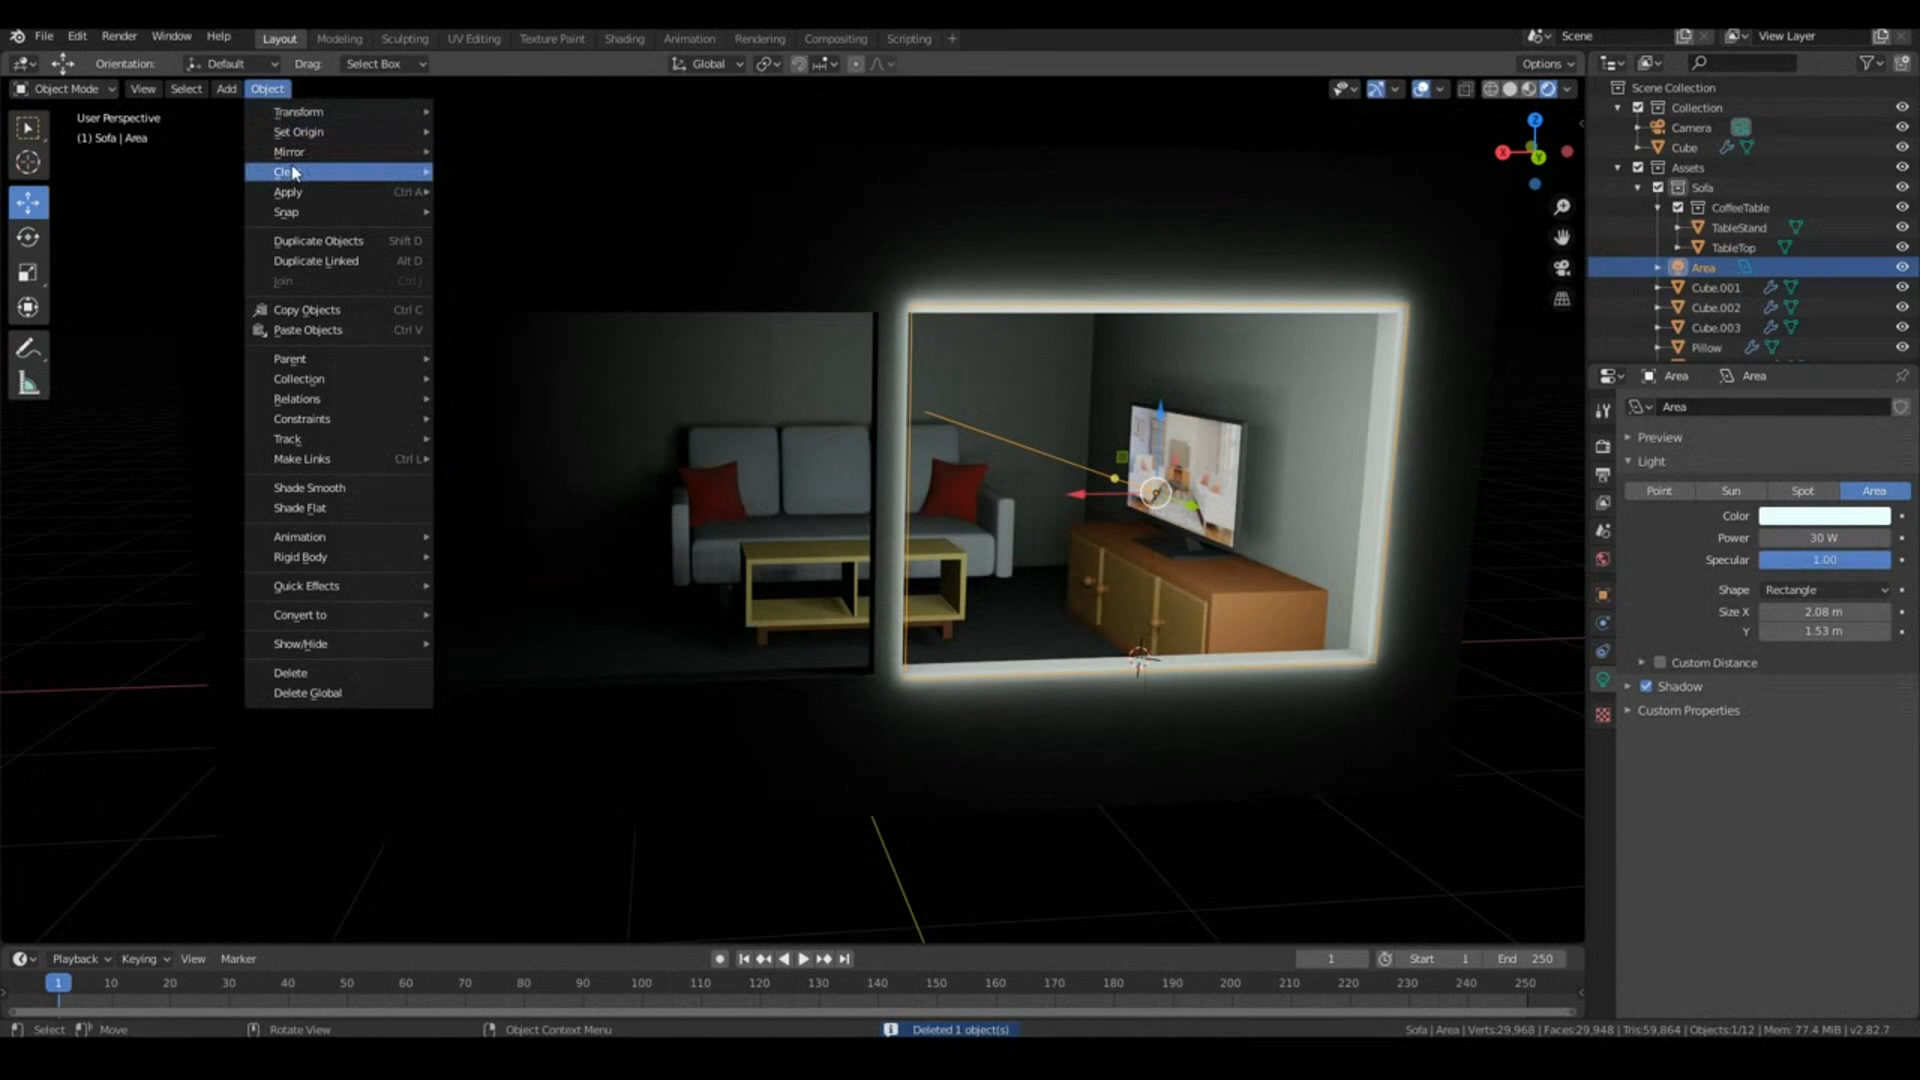 File Edit Render Window Help Layout Modeling Sculpting UV Editing Texture Paint Shading Animation Rendering Compositing Scripting + Scene View Layer
Orientation: Default Drag: Select Box Global Options
Object Mode View Select Add Object
User Perspective
(1) Sofa | Area
Transform
Set Origin
Mirror
Apply Ctrl A
Snap
Duplicate Objects Shift D
Duplicate Linked Alt D
Join Ctrl J
Copy Objects Ctrl C
Paste Objects Ctrl V
Parent
Collection
Relations
Constraints
Track
Make Links Ctrl L
Shade Smooth
Shade Flat
Animation
Rigid Body
Quick Effects
Convert to
Show/Hide
Delete
Delete Global
Z
X
Y
Scene Collection
Collection
Camera
Cube
Assets
Sofa
CoffeeTable
TableStand
TableTop
Area
Cube.001
Cube.002
Cube.003
Pillow
Area Area
Area
Preview
Light
Point Sun Spot Area
Color
Power 30 W
Specular 1.00
Shape Rectangle
Size X 2.08 m
Y 1.53 m
Custom Distance
Shadow
Custom Properties
Playback Keying View Marker 1 Start 1 End 250
1 10 20 30 40 50 60 70 80 90 100 110 120 130 140 150 160 170 180 190 200 210 220 230 240 250
Select Move Rotate View Object Context Menu Deleted 1 object(s) Sofa | Area | Verts:29,968 | Faces:29,948 | Tris:59,864 | Objects:1/12 | Mem: 77.4 MiB | v2.82.7